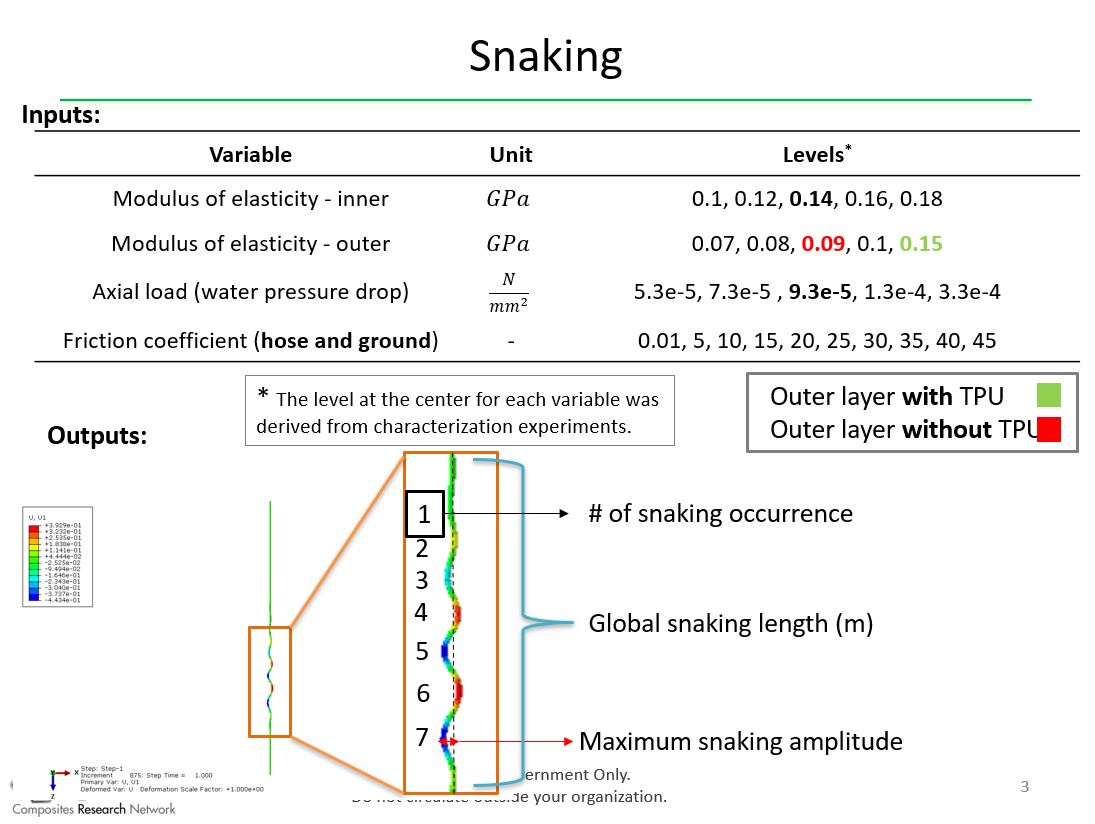 Snaking
Inputs:
Variable Unit Levels*
Modulus of elasticity - inner GPa 0.1, 0.12, 0.14, 0.16, 0.18
Modulus of elasticity - outer GPa 0.07, 0.08, 0.09, 0.1, 0.15
Axial load (water pressure drop) N/mm² 5.3e-5, 7.3e-5 , 9.3e-5, 1.3e-4, 3.3e-4
Friction coefficient (hose and ground) - 0.01, 5, 10, 15, 20, 25, 30, 35, 40, 45
* The level at the center for each variable was
derived from characterization experiments.
Outer layer with TPU
Outer layer without TPU
Outputs:
U, U1
+3.929e-01
+3.232e-01
+2.535e-01
+1.838e-01
+1.141e-01
+4.444e-02
-2.525e-02
-9.494e-02
-1.646e-01
-2.343e-01
-3.040e-01
-3.737e-01
-4.434e-01
1
2
3
4
5
6
7
# of snaking occurrence
Global snaking length (m)
Maximum snaking amplitude
X
Z
Step: Step-1
Increment 875: Step Time = 1.000
Primary Var: U, U1
Deformed Var: U Deformation Scale Factor: +1.000e+00
Composites Research Network
ernment Only.
Do not circulate outside your organization.
3